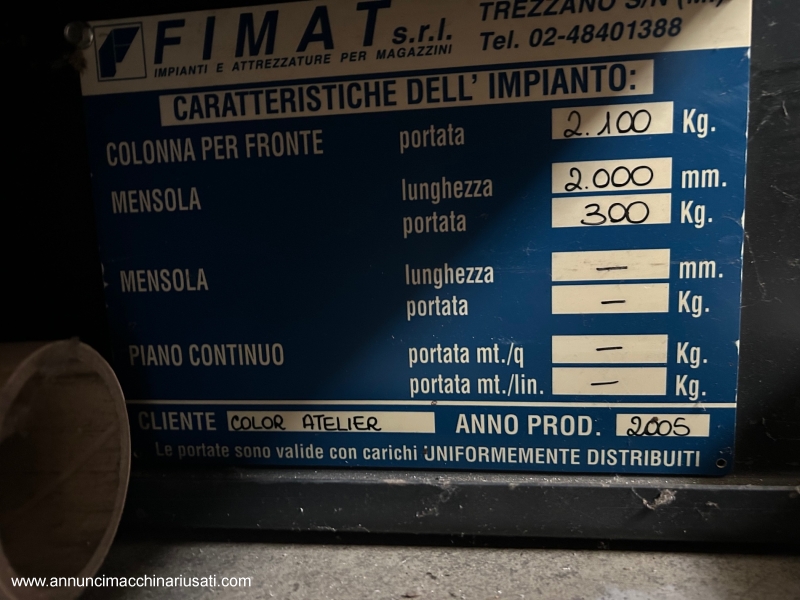 FIMAT s.r.l.
TREZZANO S/N (MI)
IMPIANTI E ATTREZZATURE PER MAGAZZINI
Tel. 02-48401388
CARATTERISTICHE DELL' IMPIANTO:
COLONNA PER FRONTE portata 2.100 Kg.
MENSOLA lunghezza 2.000 mm.
portata 300 Kg.
MENSOLA lunghezza – mm.
portata – Kg.
PIANO CONTINUO portata mt./q – Kg.
portata mt./lin. – Kg.
CLIENTE COLOR ATELIER ANNO PROD. 2005
Le portate sono valide con carichi UNIFORMEMENTE DISTRIBUITI
www.annuncimacchinariusati.com